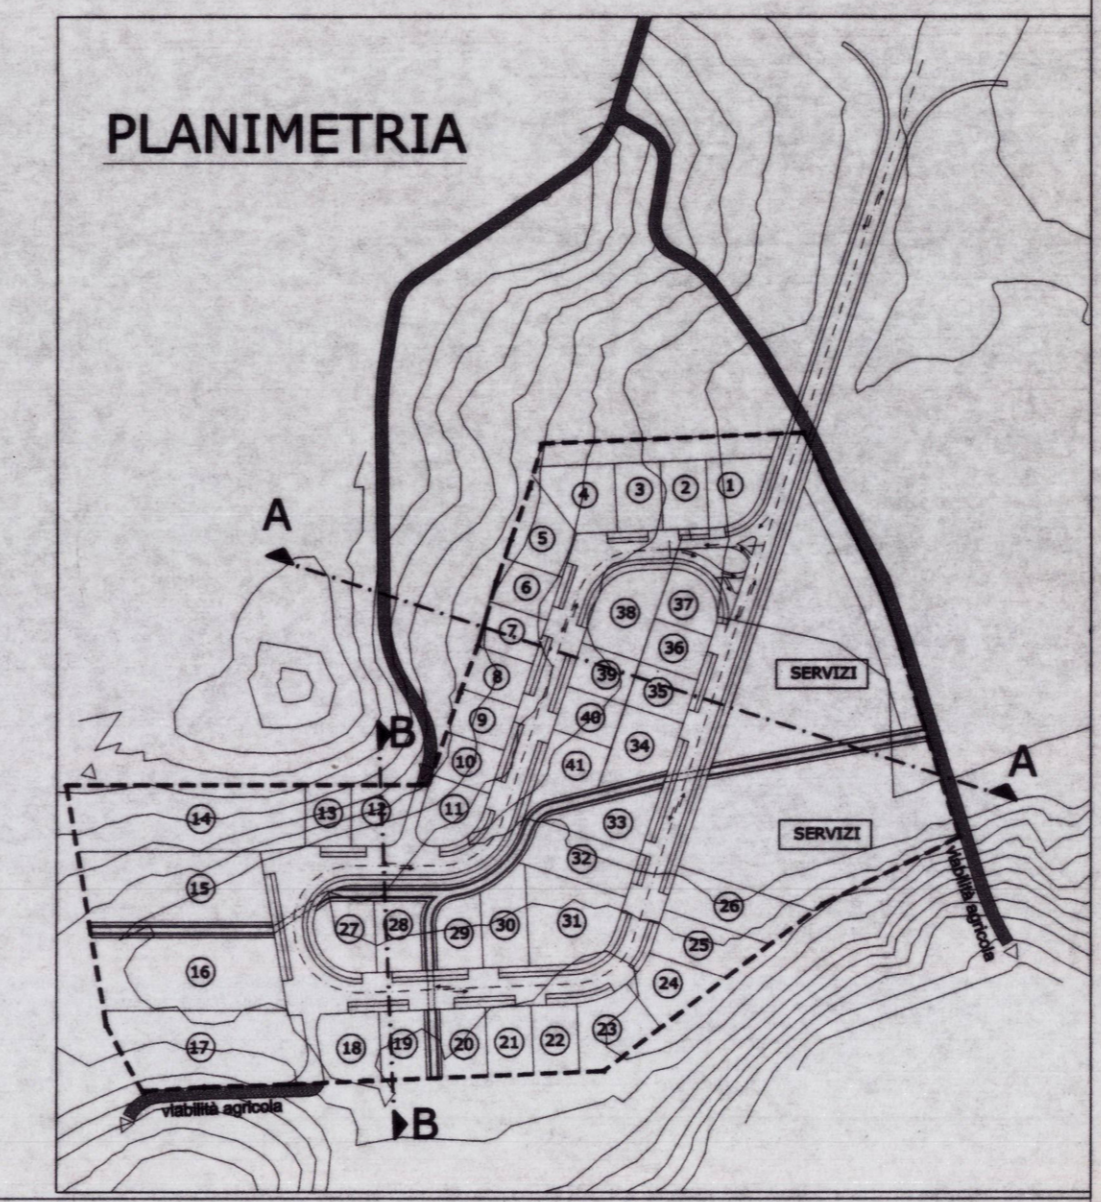 PLANIMETRIA
4 3 2 1
A
5
6
38 37
7
36
8 39 35
SERVIZI
9 40
B
34
10 41
A
14 13 12 11
33
SERVIZI
32
15
26
viabilità agricola
27 28 29 30 31
25
16
24
17 18 19 20 21 22 23
viabilità agricola
B